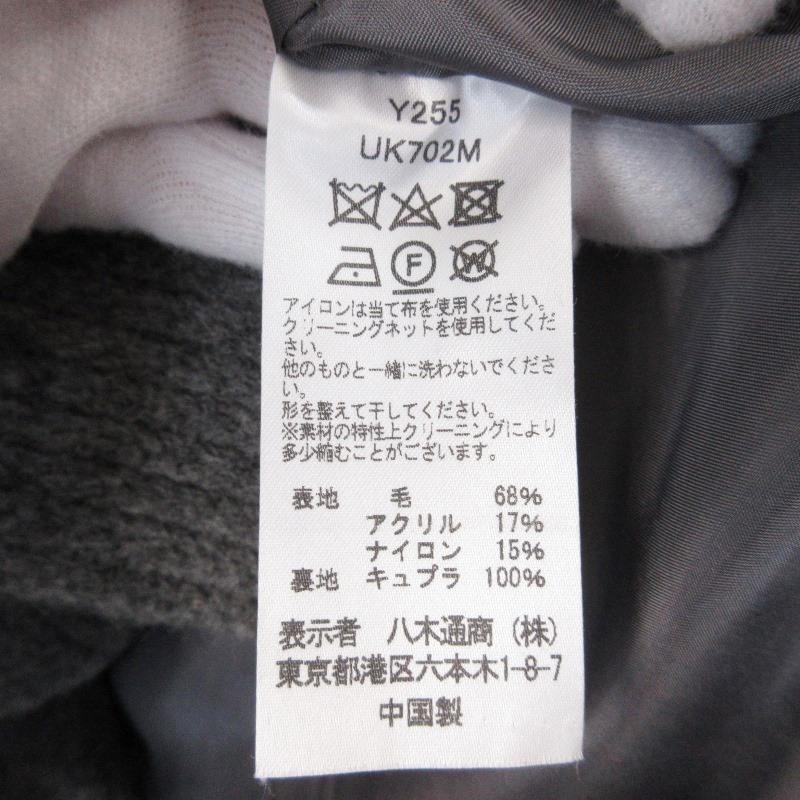 Y255
UK702M
F
W
アイロンは当て布を使用ください。
クリーニングネットを使用してくだ
さい。
他のものと一緒に洗わないでくださ
い。
形を整えて干してください。
※素材の特性上クリーニングにより
多少縮むことがございます。
表地 毛 68%
アクリル 17%
ナイロン 15%
裏地 キュプラ 100%
表示者 八木通商(株)
東京都港区六本木1-8-7
中国製